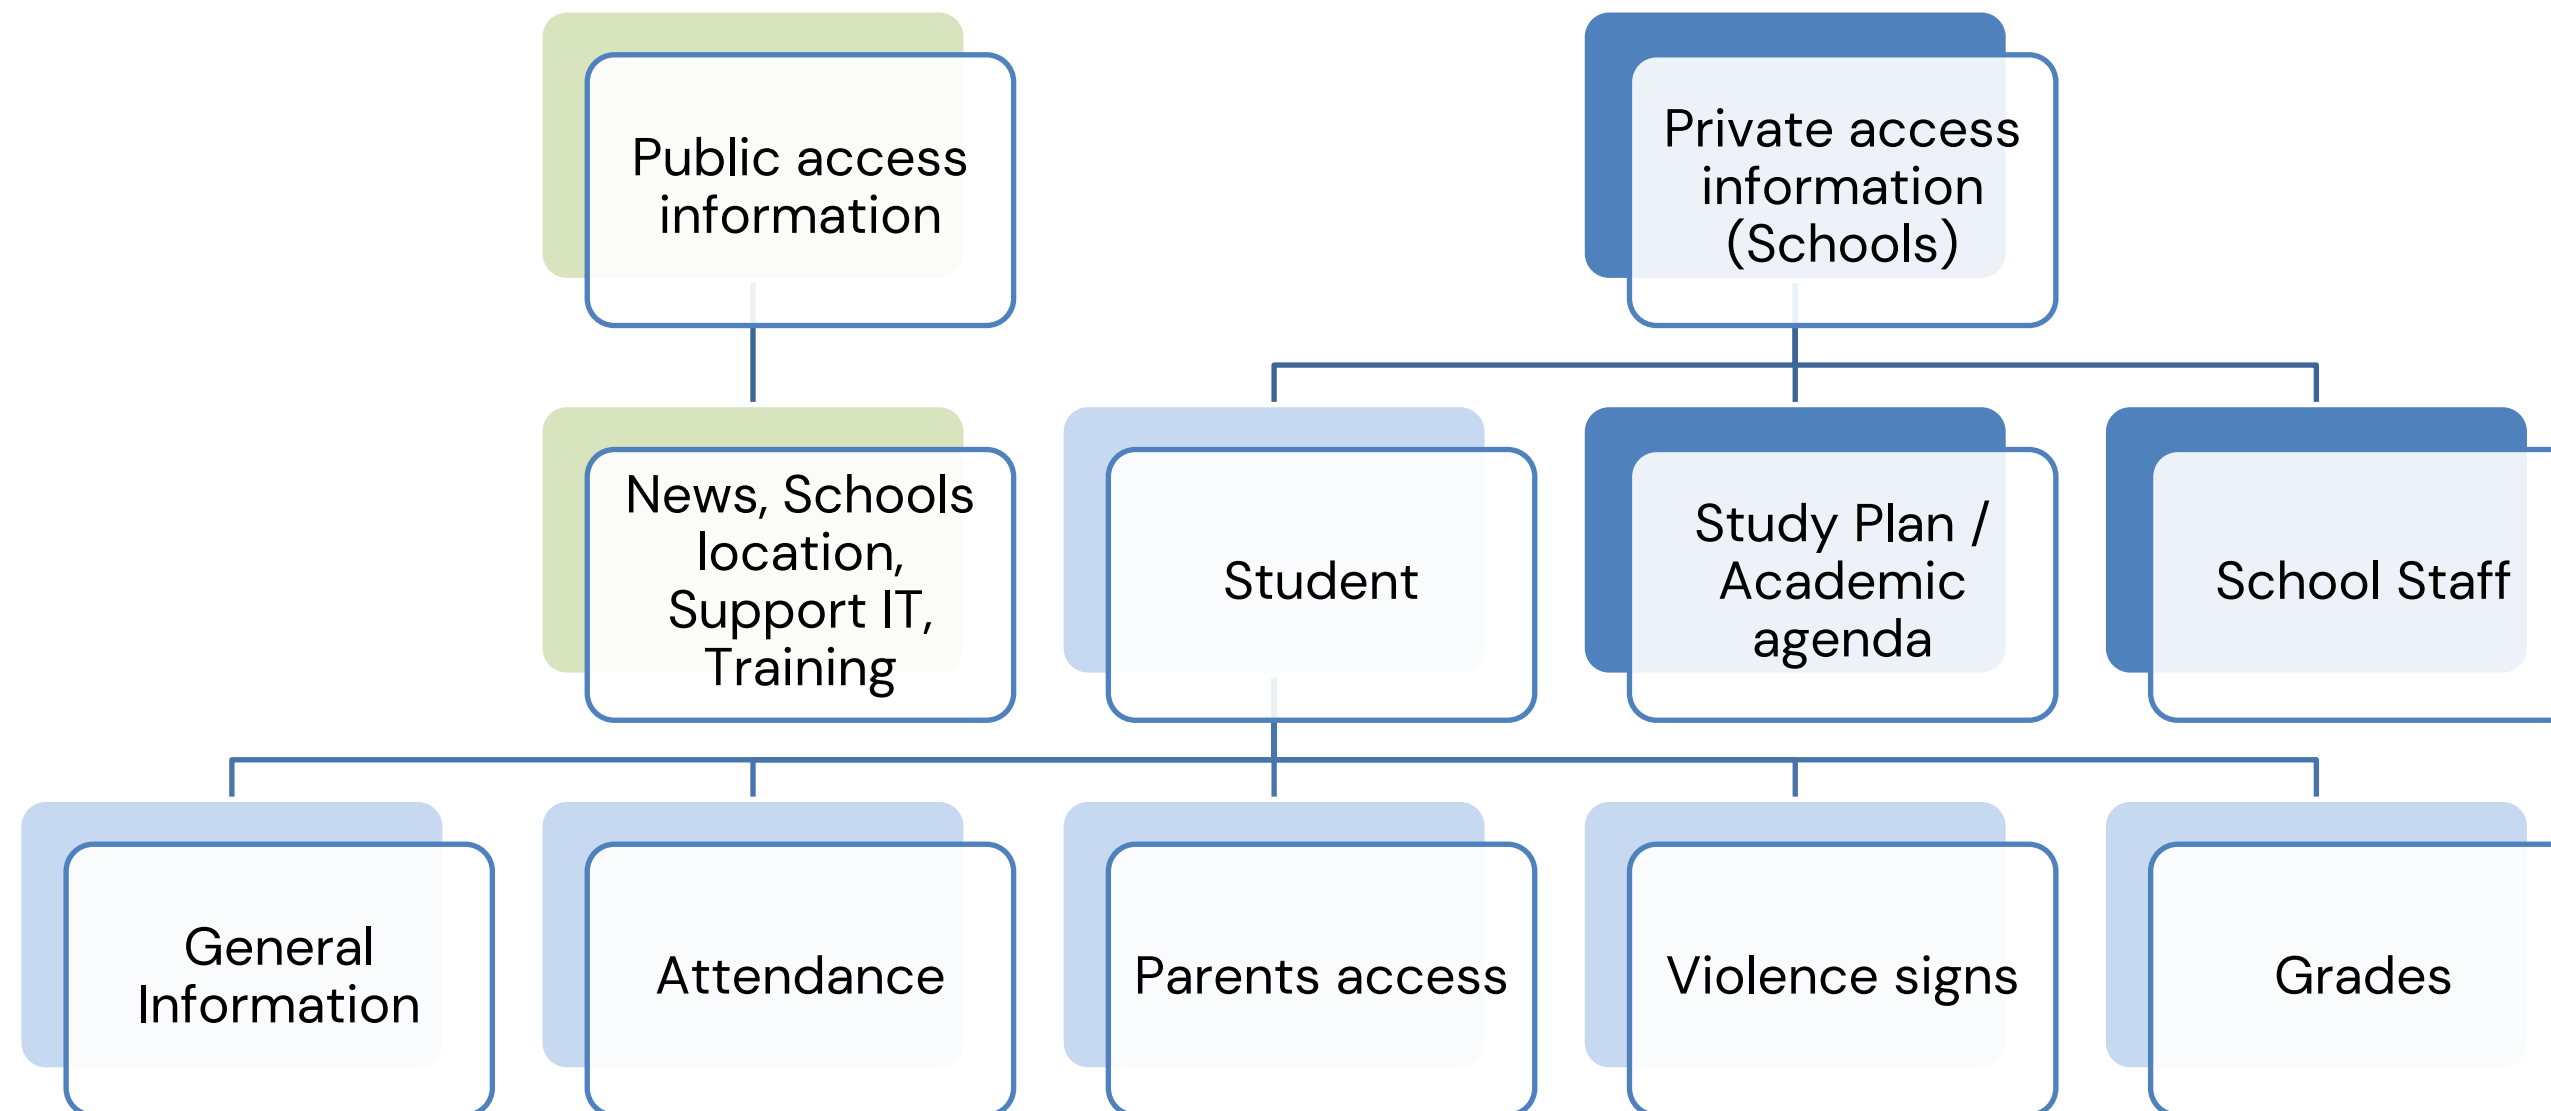 Public access
information
Private access
information
(Schools)
News, Schools
location,
Support IT,
Training
Student
Study Plan /
Academic
agenda
School Staff
General
Information
Attendance
Parents access
Violence signs
Grades